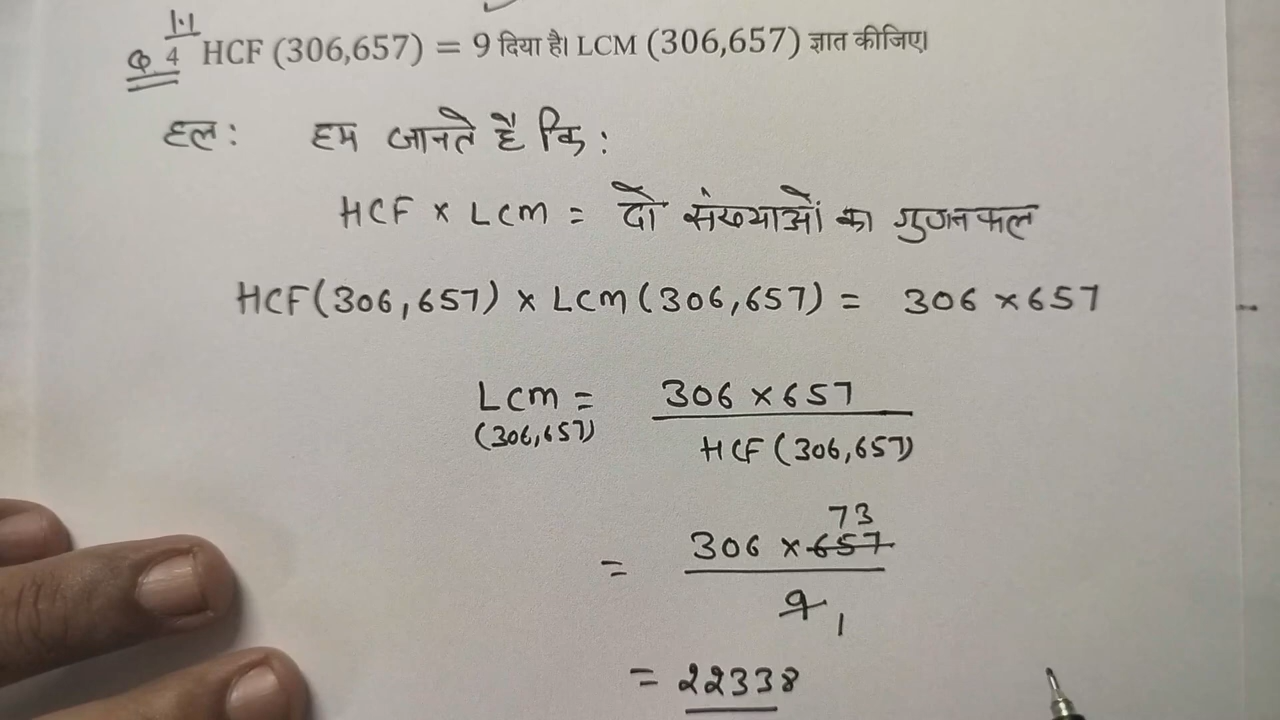 1.1
Q. 4 HCF (306,657) = 9 दिया है। LCM (306,657) ज्ञात कीजिए।
हल : हम जानते है कि :
HCF × LCM = दो संख्याओं का गुणनफल
HCF(306,657) × LCM(306,657) = 306 × 657
LCM = 306 × 657
(306,657) HCF(306,657)
73
= 306 × 657
9 1
= 22338